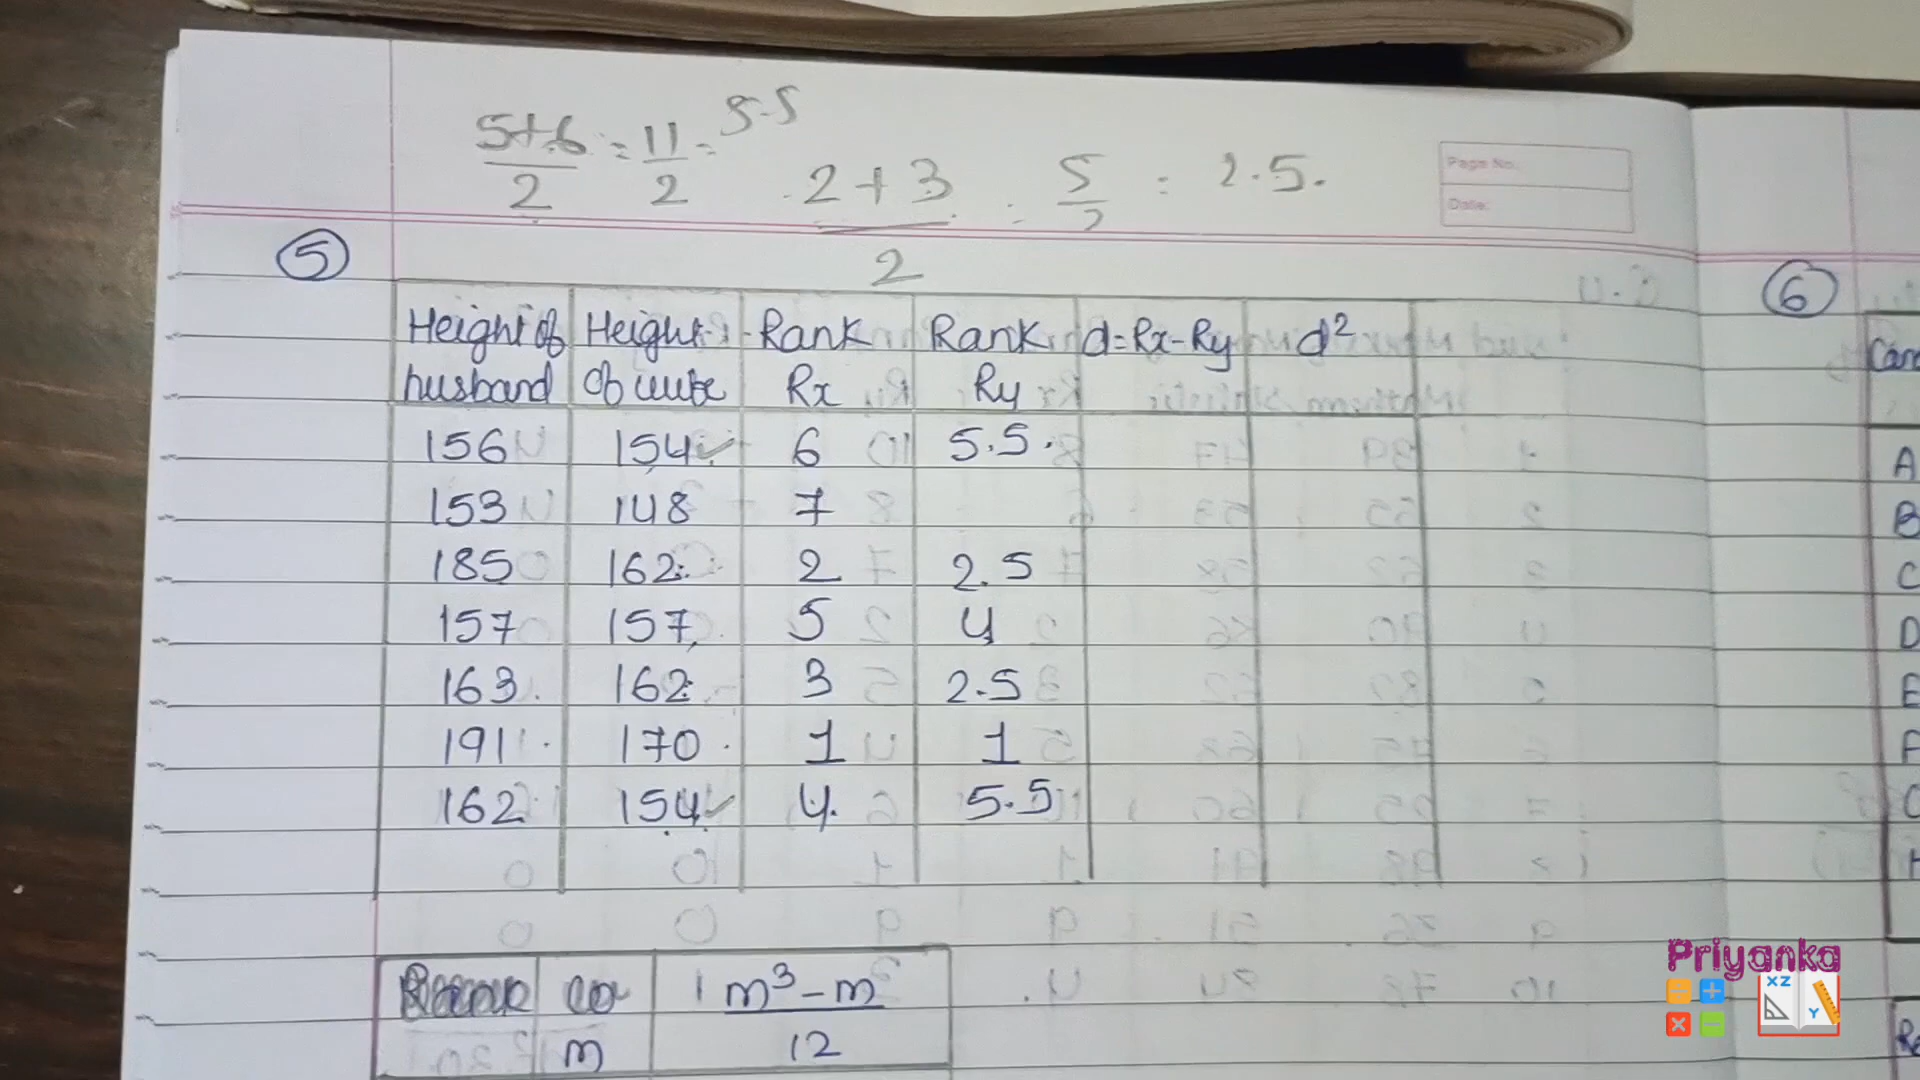 5+6/2 = 11/2 = 5.5
2+3/2 = 5/2 = 2.5.
Page No.
Date:
5
6
Height of husband | Height of wife | Rank Rx | Rank Ry | d=Rx-Ry | d²
156 | 154 | 6 | 5.5.
153 | 148 | 7
185 | 162 | 2 | 2.5
157 | 157 | 5 | 4
163 | 162 | 3 | 2.5
191 | 170 | 1 | 1
162 | 154 | 4. | 5.5
Rank | co m | m³-m/12
A
B
C
D
E
Priyanka
XZ
Y